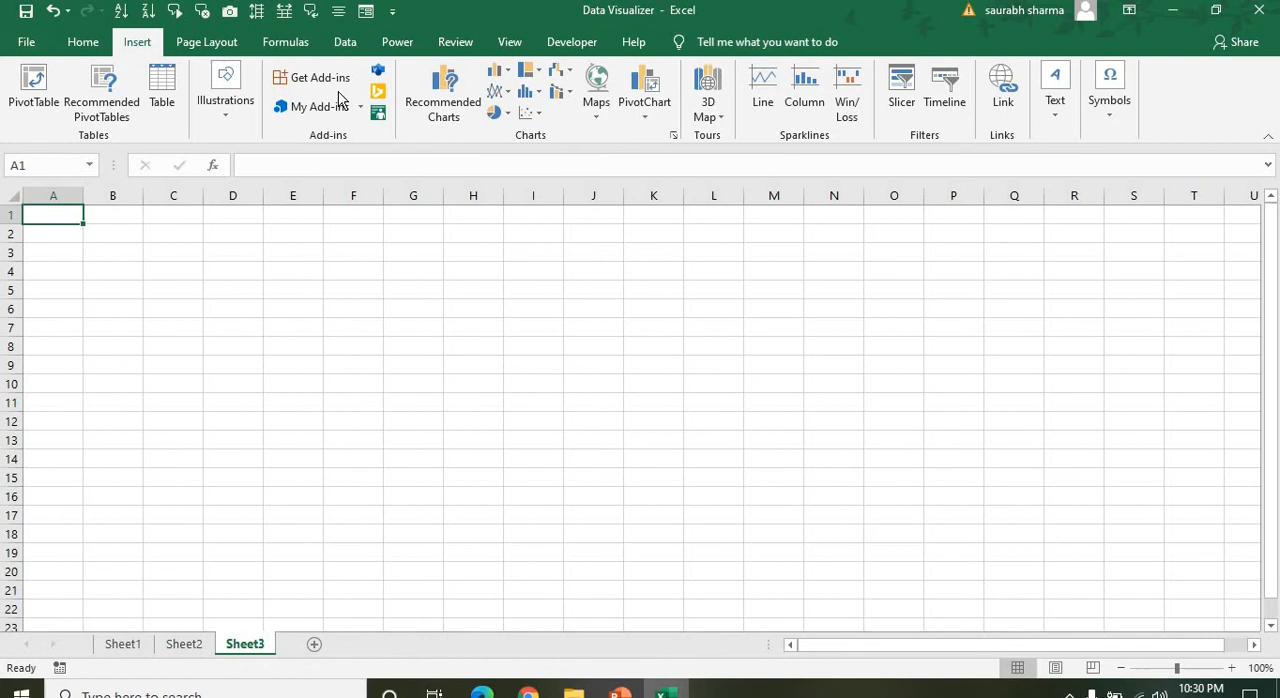 Data Visualizer - Excel
saurabh sharma
File Home Insert Page Layout Formulas Data Power Review View Developer Help Tell me what you want to do Share
PivotTable
Recommended
PivotTables
Table
Tables
Illustrations
Get Add-ins
My Add-ins
Add-ins
Recommended
Charts
Maps
PivotChart
Charts
3D
Map
Tours
Line
Column
Win/
Loss
Sparklines
Slicer
Timeline
Filters
Link
Links
Text
Symbols
A1
fx
A B C D E F G H I J K L M N O P Q R S T U
1
2
3
4
5
6
7
8
9
10
11
12
13
14
15
16
17
18
19
20
21
22
23
Sheet1 Sheet2 Sheet3
Ready
100%
Type here to search
10:30 PM